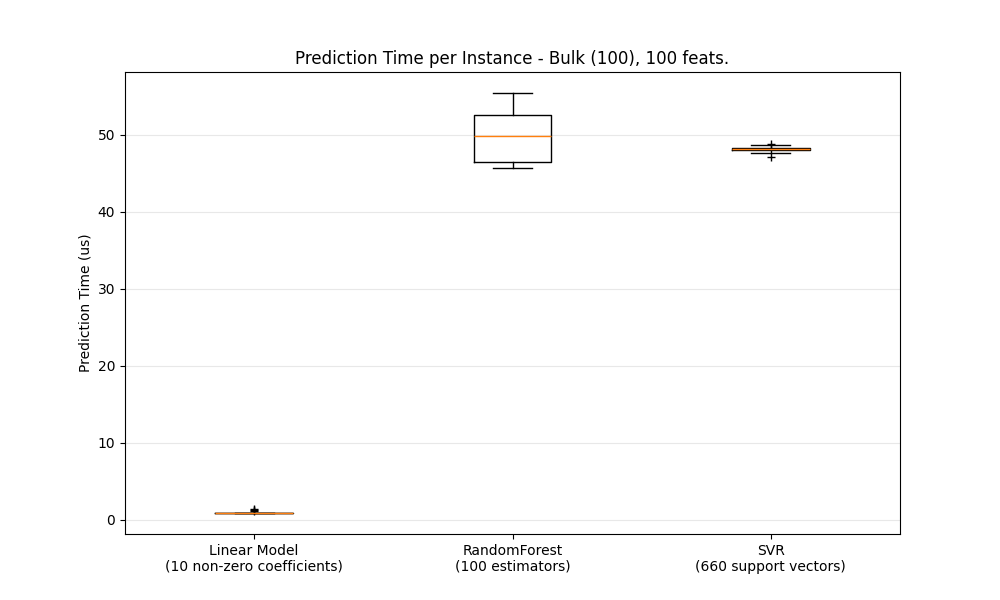 Prediction Time per Instance - Bulk (100), 100 feats.
Prediction Time (us)
50
40
30
20
10
0
Linear Model
(10 non-zero coefficients)
RandomForest
(100 estimators)
SVR
(660 support vectors)